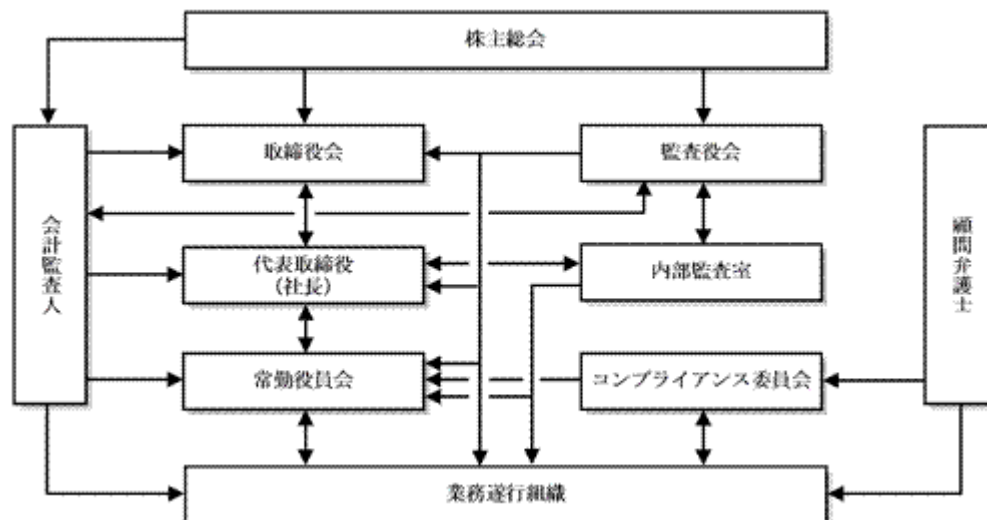 株主総会
取締役会
監査役会
会計監査人
顧問弁護士
代表取締役
(社長)
内部監査室
常勤役員会
コンプライアンス委員会
業務遂行組織